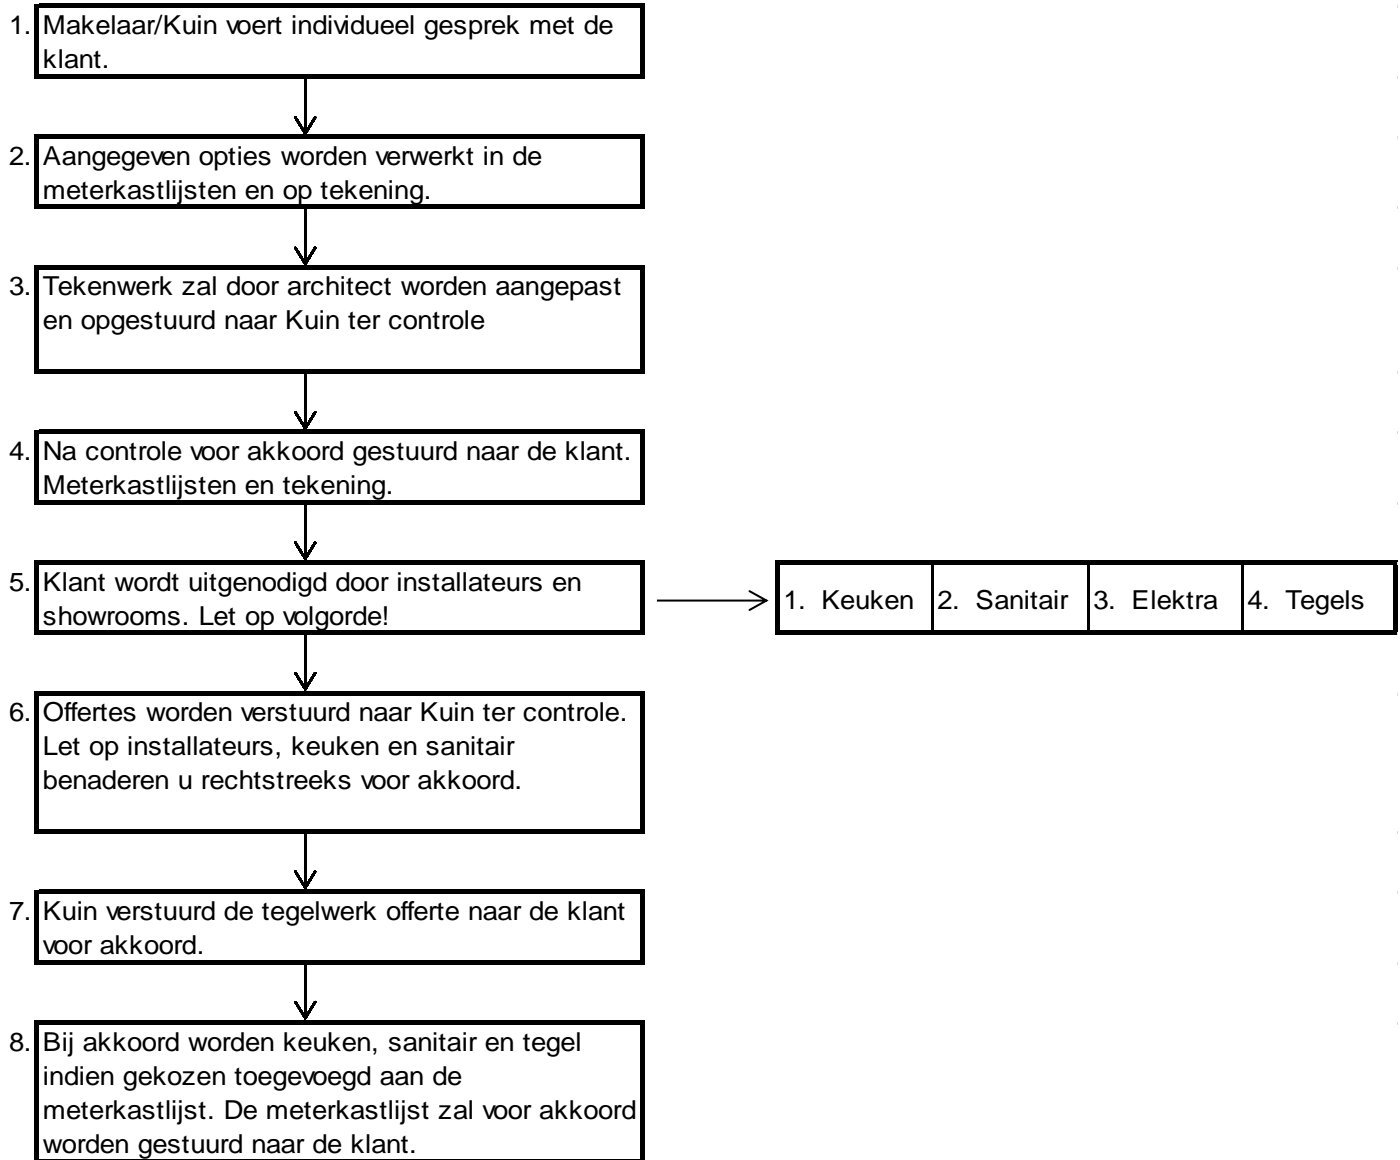 1. Makelaar/Kuin voert individueel gesprek met de
klant.
2. Aangegeven opties worden verwerkt in de
meterkastlijsten en op tekening.
3. Tekenwerk zal door architect worden aangepast
en opgestuurd naar Kuin ter controle
4. Na controle voor akkoord gestuurd naar de klant.
Meterkastlijsten en tekening.
5. Klant wordt uitgenodigd door installateurs en
showrooms. Let op volgorde!
1. Keuken 2. Sanitair 3. Elektra 4. Tegels
6. Offertes worden verstuurd naar Kuin ter controle.
Let op installateurs, keuken en sanitair
benaderen u rechtstreeks voor akkoord.
7. Kuin verstuurd de tegelwerk offerte naar de klant
voor akkoord.
8. Bij akkoord worden keuken, sanitair en tegel
indien gekozen toegevoegd aan de
meterkastlijst. De meterkastlijst zal voor akkoord
worden gestuurd naar de klant.